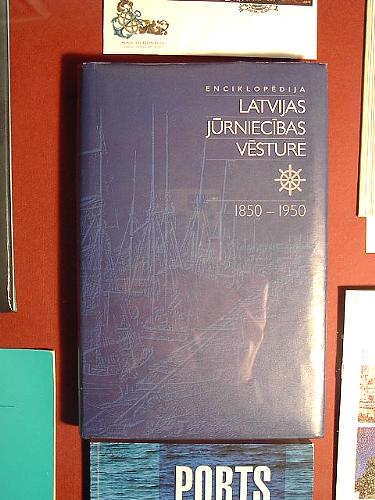 ENCIKLOPĒDIJA
LATVIJAS
JŪRNIECĪBAS
VĒSTURE
1850 – 1950
PORTS